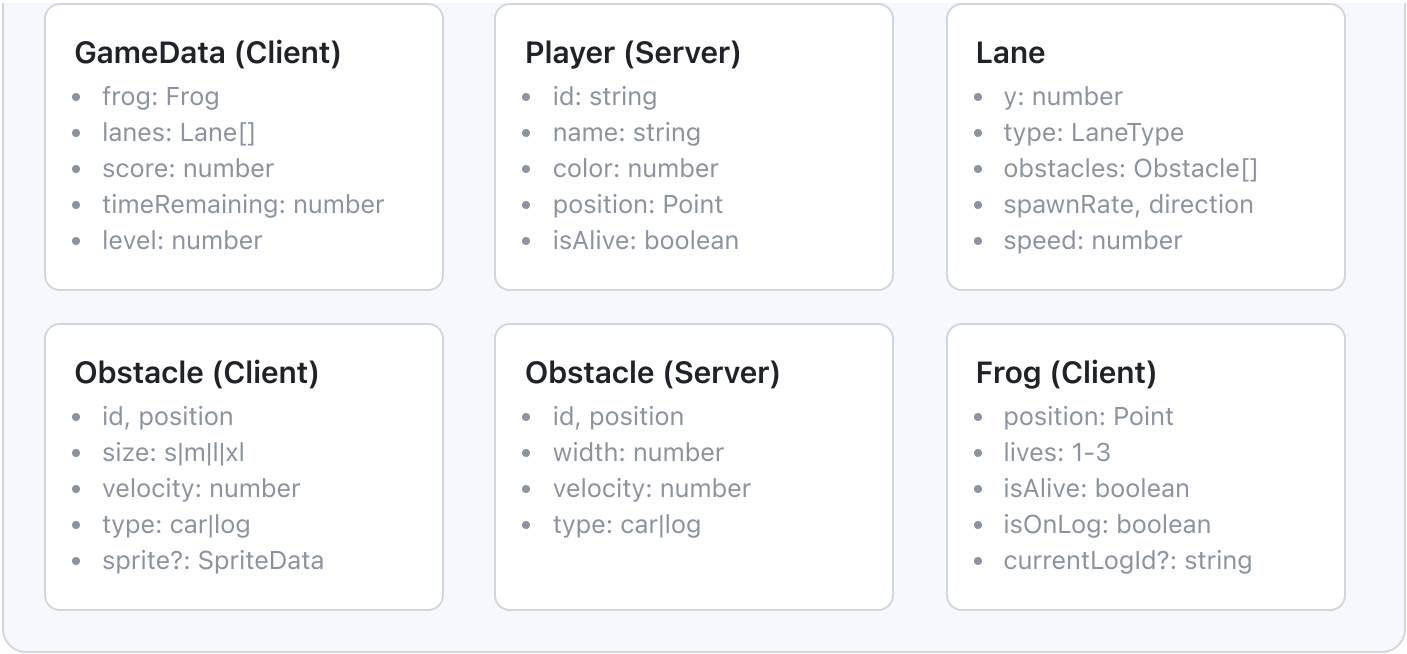 GameData (Client)
• frog: Frog
• lanes: Lane[]
• score: number
• timeRemaining: number
• level: number
Player (Server)
• id: string
• name: string
• color: number
• position: Point
• isAlive: boolean
Lane
• y: number
• type: LaneType
• obstacles: Obstacle[]
• spawnRate, direction
• speed: number
Obstacle (Client)
• id, position
• size: s|m|l|xl
• velocity: number
• type: car|log
• sprite?: SpriteData
Obstacle (Server)
• id, position
• width: number
• velocity: number
• type: car|log
Frog (Client)
• position: Point
• lives: 1-3
• isAlive: boolean
• isOnLog: boolean
• currentLogId?: string